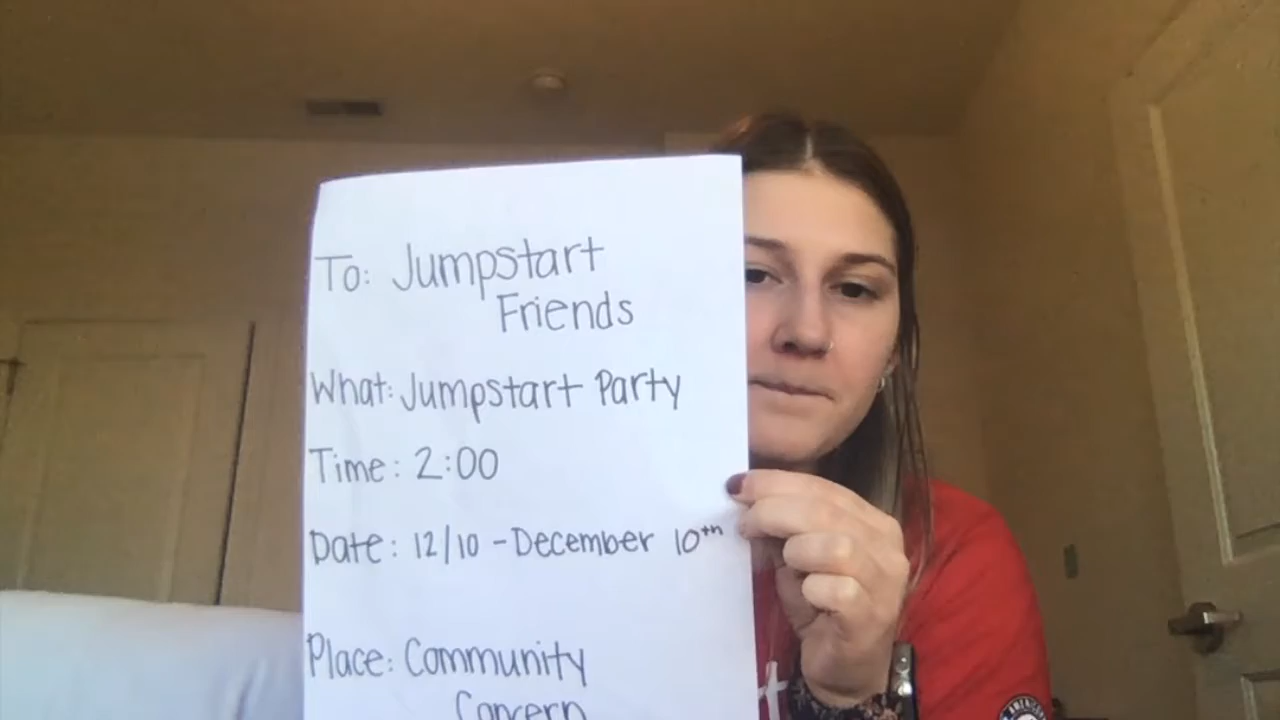 To: Jumpstart
Friends
What: Jumpstart Party
Time: 2:00
Date: 12/10 - December 10th
Place: Community
Concern